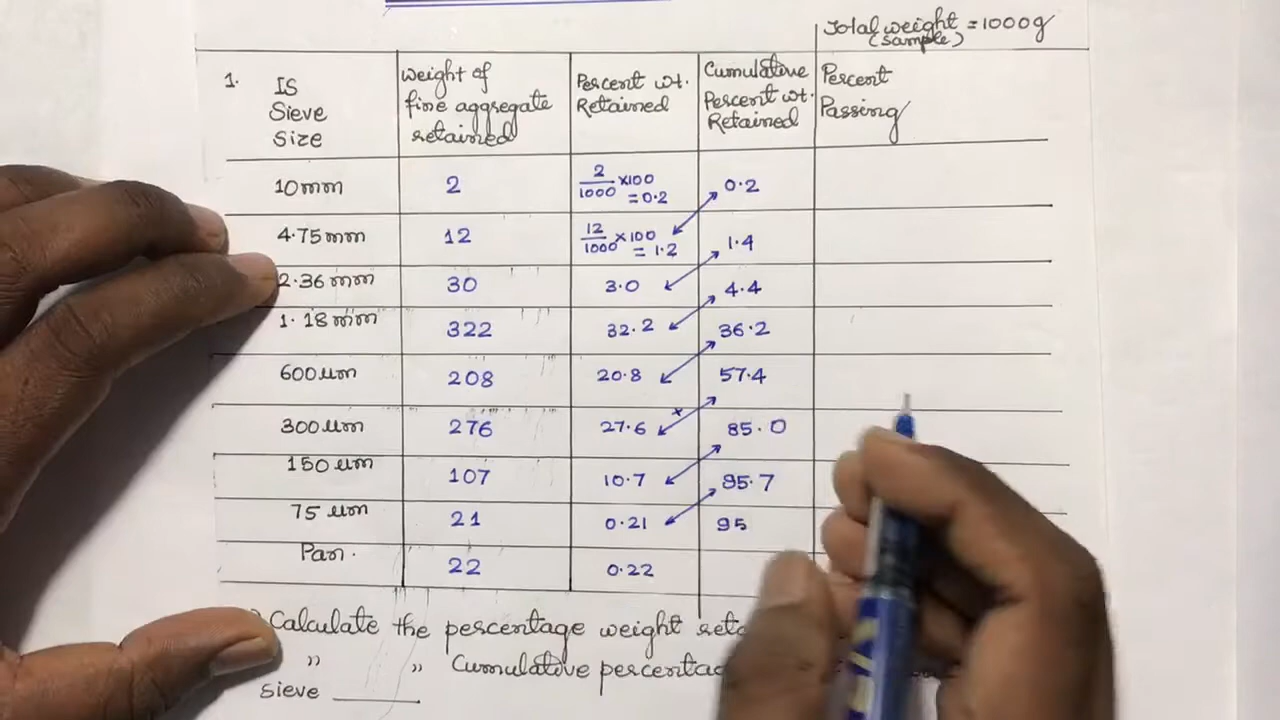 Total weight = 1000g
(Sample)
1. IS Sieve Size
Weight of fine aggregate retained
Percent wt. Retained
Cumulative Percent wt. Retained
Percent Passing
10mm 2 2/1000 ×100 = 0.2 0.2
4.75mm 12 12/1000 ×100 = 1.2 1.4
2.36mm 30 3.0 4.4
1.18mm 322 32.2 36.2
600um 208 20.8 57.4
300um 276 27.6 × 85.0
150um 107 10.7 95.7
75um 21 0.21 95
Pan. 22 0.22
Calculate the percentage weight
" " Cumulative
sieve